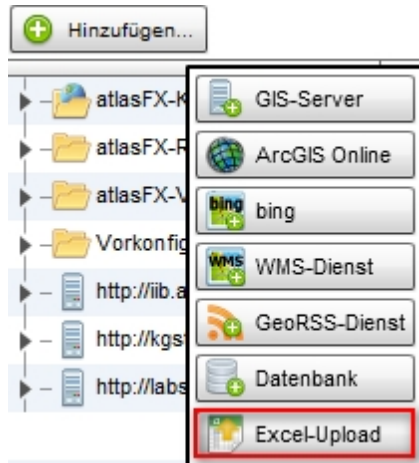 Hinzufügen...
atlasFX-K
atlasFX-R
atlasFX-V
Vorkonfig
http://iib.a
http://kgs
http://labs
GIS-Server
ArcGIS Online
bing bing
WMS WMS-Dienst
GeoRSS-Dienst
Datenbank
Excel-Upload